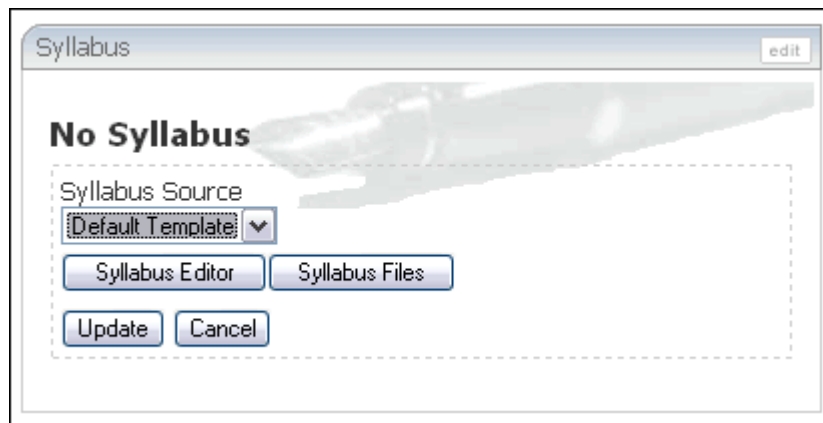 Syllabus edit
No Syllabus
Syllabus Source
Default Template
Syllabus Editor Syllabus Files
Update Cancel